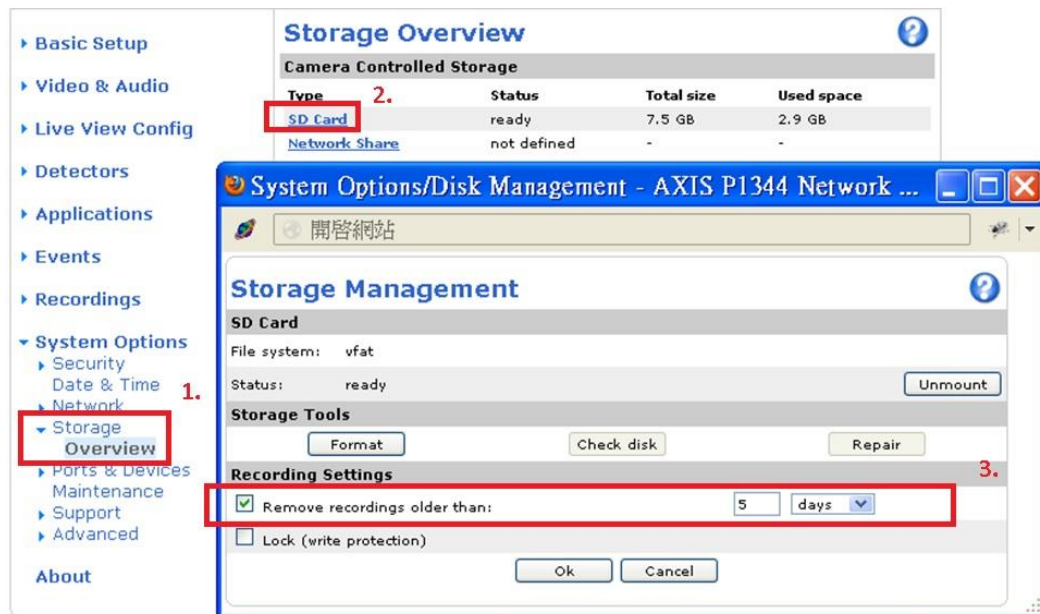 Basic Setup
Video & Audio
Live View Config
Detectors
Applications
Events
Recordings
System Options
Security
Date & Time
1.
Network
Storage
Overview
Ports & Devices
Maintenance
Support
Advanced
About
Storage Overview
Camera Controlled Storage
Type Status Total size Used space
2.
SD Card ready 7.5 GB 2.9 GB
Network Share not defined - -
System Options/Disk Management - AXIS P1344 Network ...
開啓網站
Storage Management
SD Card
File system: vfat
Status: ready Unmount
Storage Tools
Format Check disk Repair
Recording Settings
3.
Remove recordings older than: 5 days
Lock (write protection)
Ok Cancel